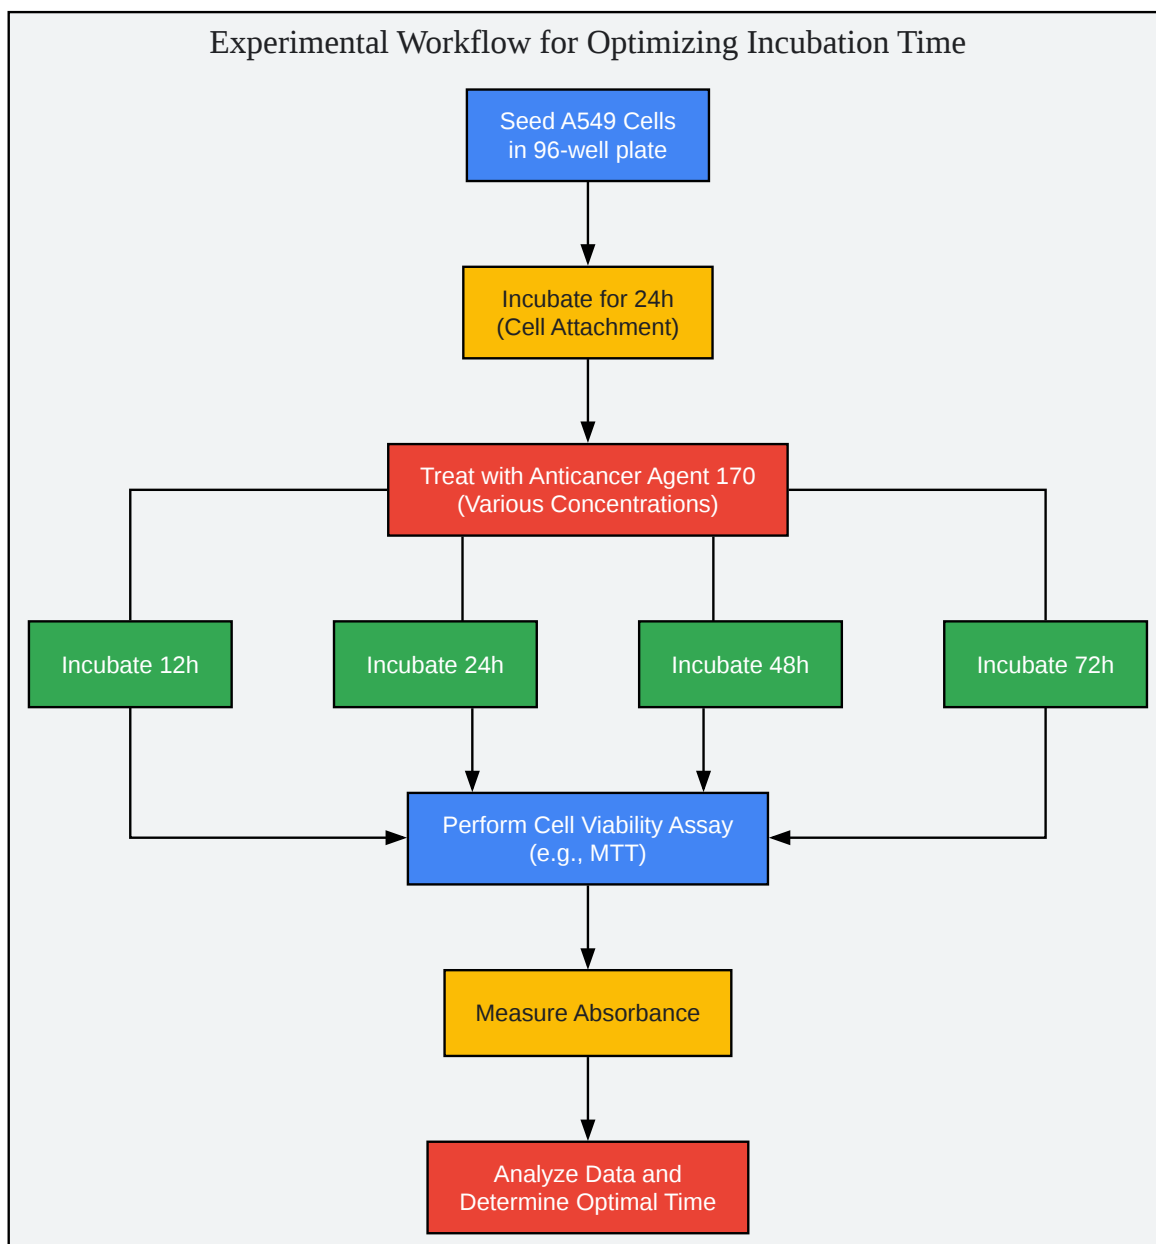 Experimental Workflow for Optimizing Incubation Time
Seed A549 Cells
in 96-well plate
Incubate for 24h
(Cell Attachment)
Treat with Anticancer Agent 170
(Various Concentrations)
Incubate 12h
Incubate 24h
Incubate 48h
Incubate 72h
Perform Cell Viability Assay
(e.g., MTT)
Measure Absorbance
Analyze Data and
Determine Optimal Time